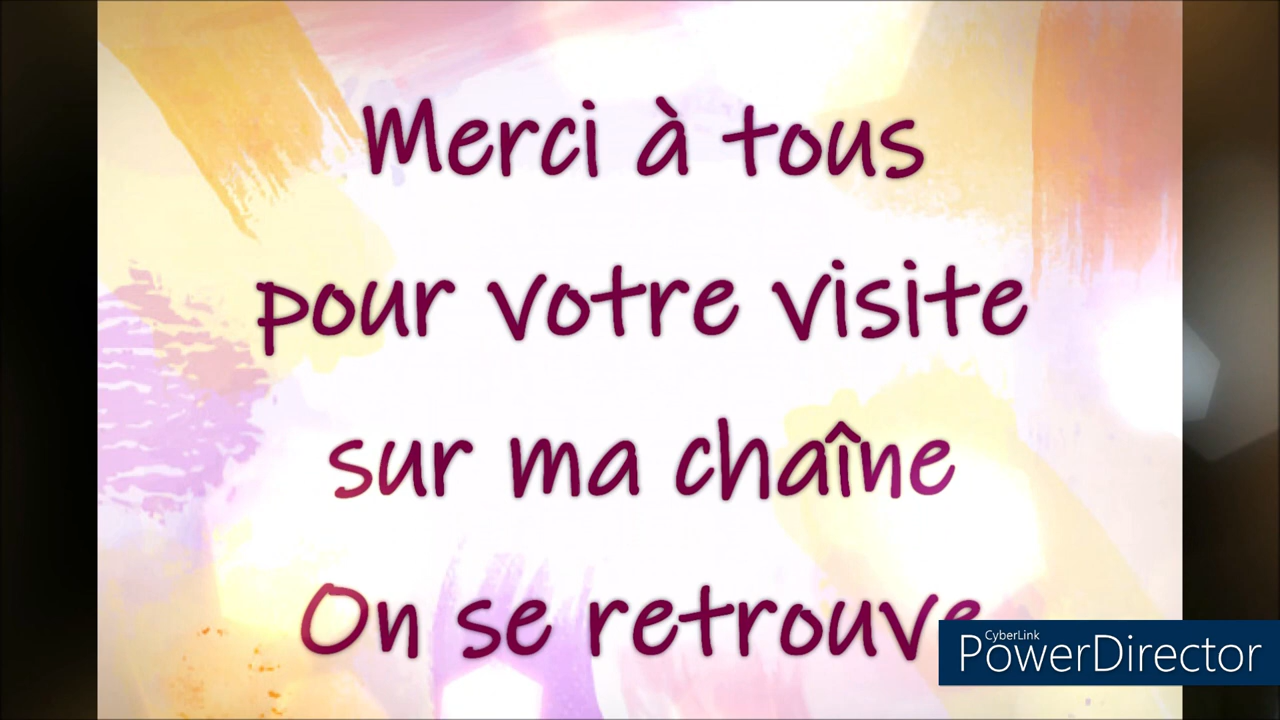 Merci à tous
pour votre visite
sur ma chaîne
On se retrouve
CyberLink
PowerDirector